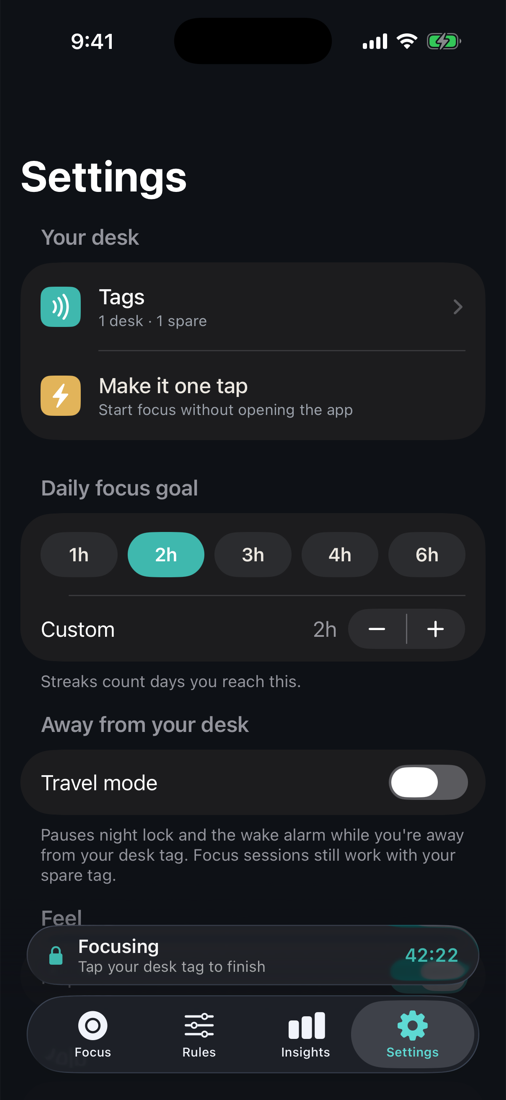 9:41
Settings
Your desk
Tags
1 desk · 1 spare
Make it one tap
Start focus without opening the app
Daily focus goal
1h 2h 3h 4h 6h
Custom 2h − +
Streaks count days you reach this.
Away from your desk
Travel mode
Pauses night lock and the wake alarm while you're away
from your desk tag. Focus sessions still work with your
spare tag.
Feel
Focusing
Tap your desk tag to finish
42:22
Focus Rules Insights Settings